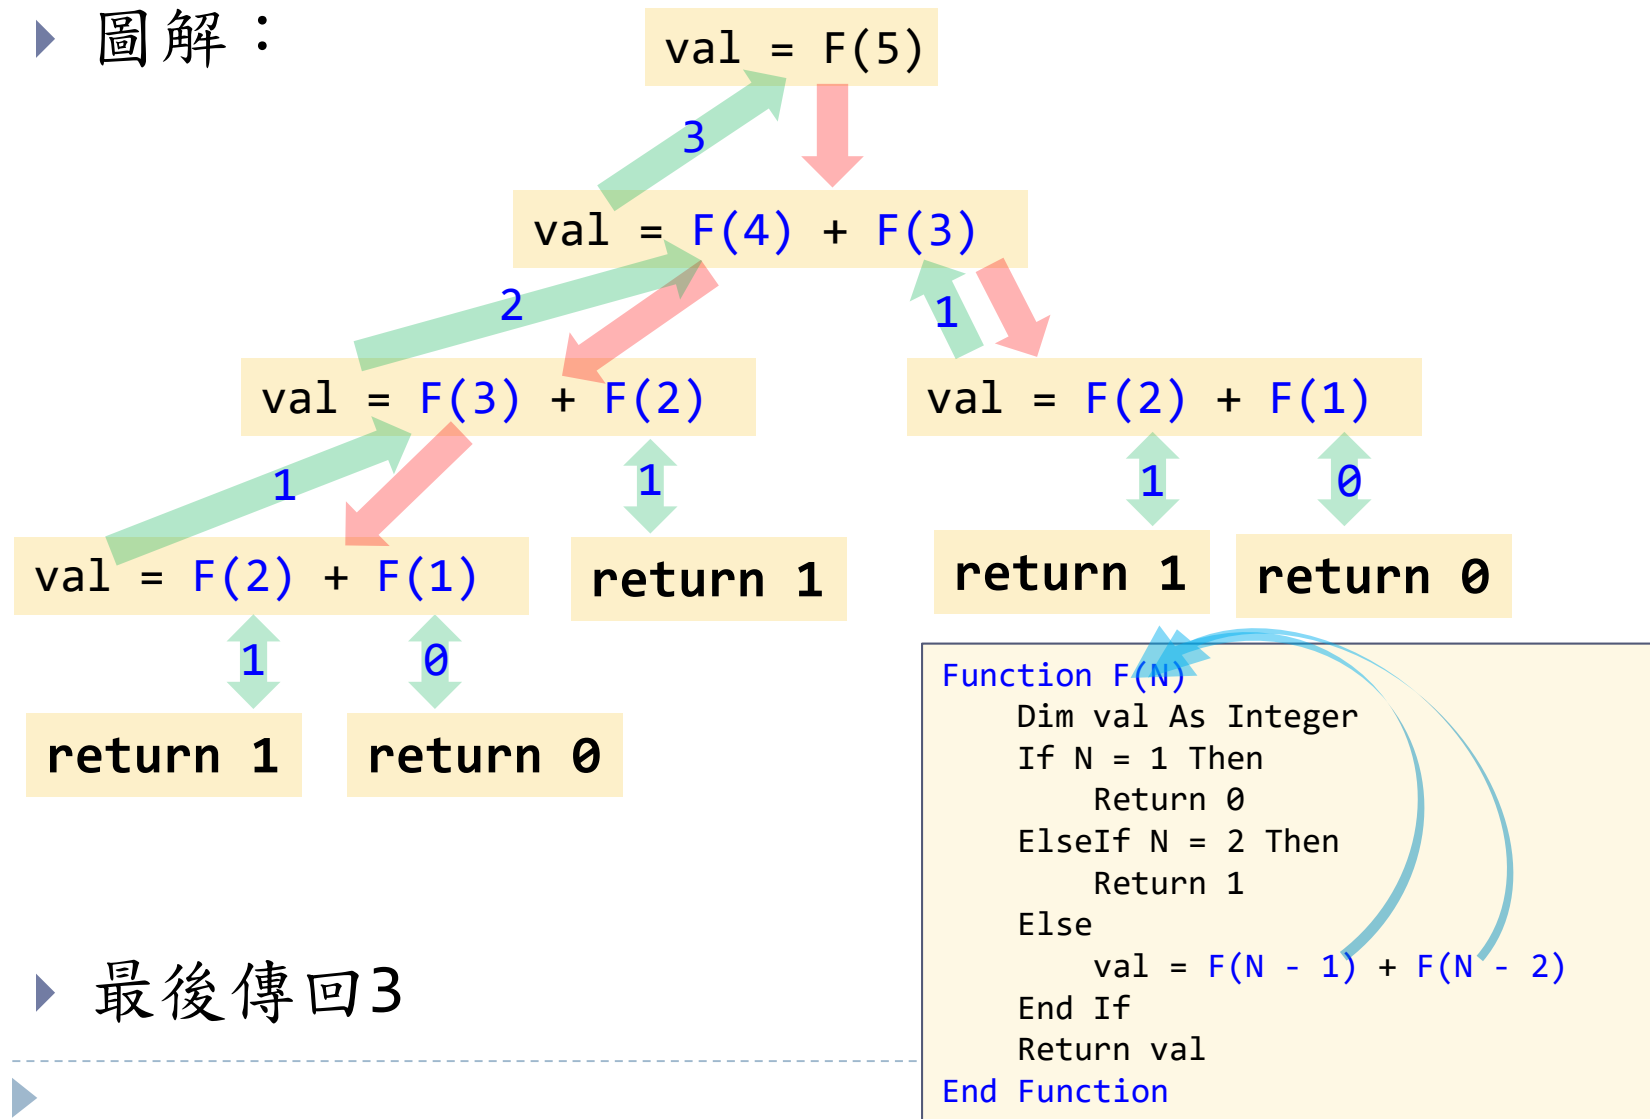 圖解：
val = F(5)
3
val = F(4) + F(3)
2
1
val = F(3) + F(2)
val = F(2) + F(1)
1
1
1
0
val = F(2) + F(1)
return 1
return 1
return 0
1
0
return 1
return 0
Function F(N)
Dim val As Integer
If N = 1 Then
Return 0
ElseIf N = 2 Then
Return 1
Else
val = F(N - 1) + F(N - 2)
End If
Return val
End Function
最後傳回3